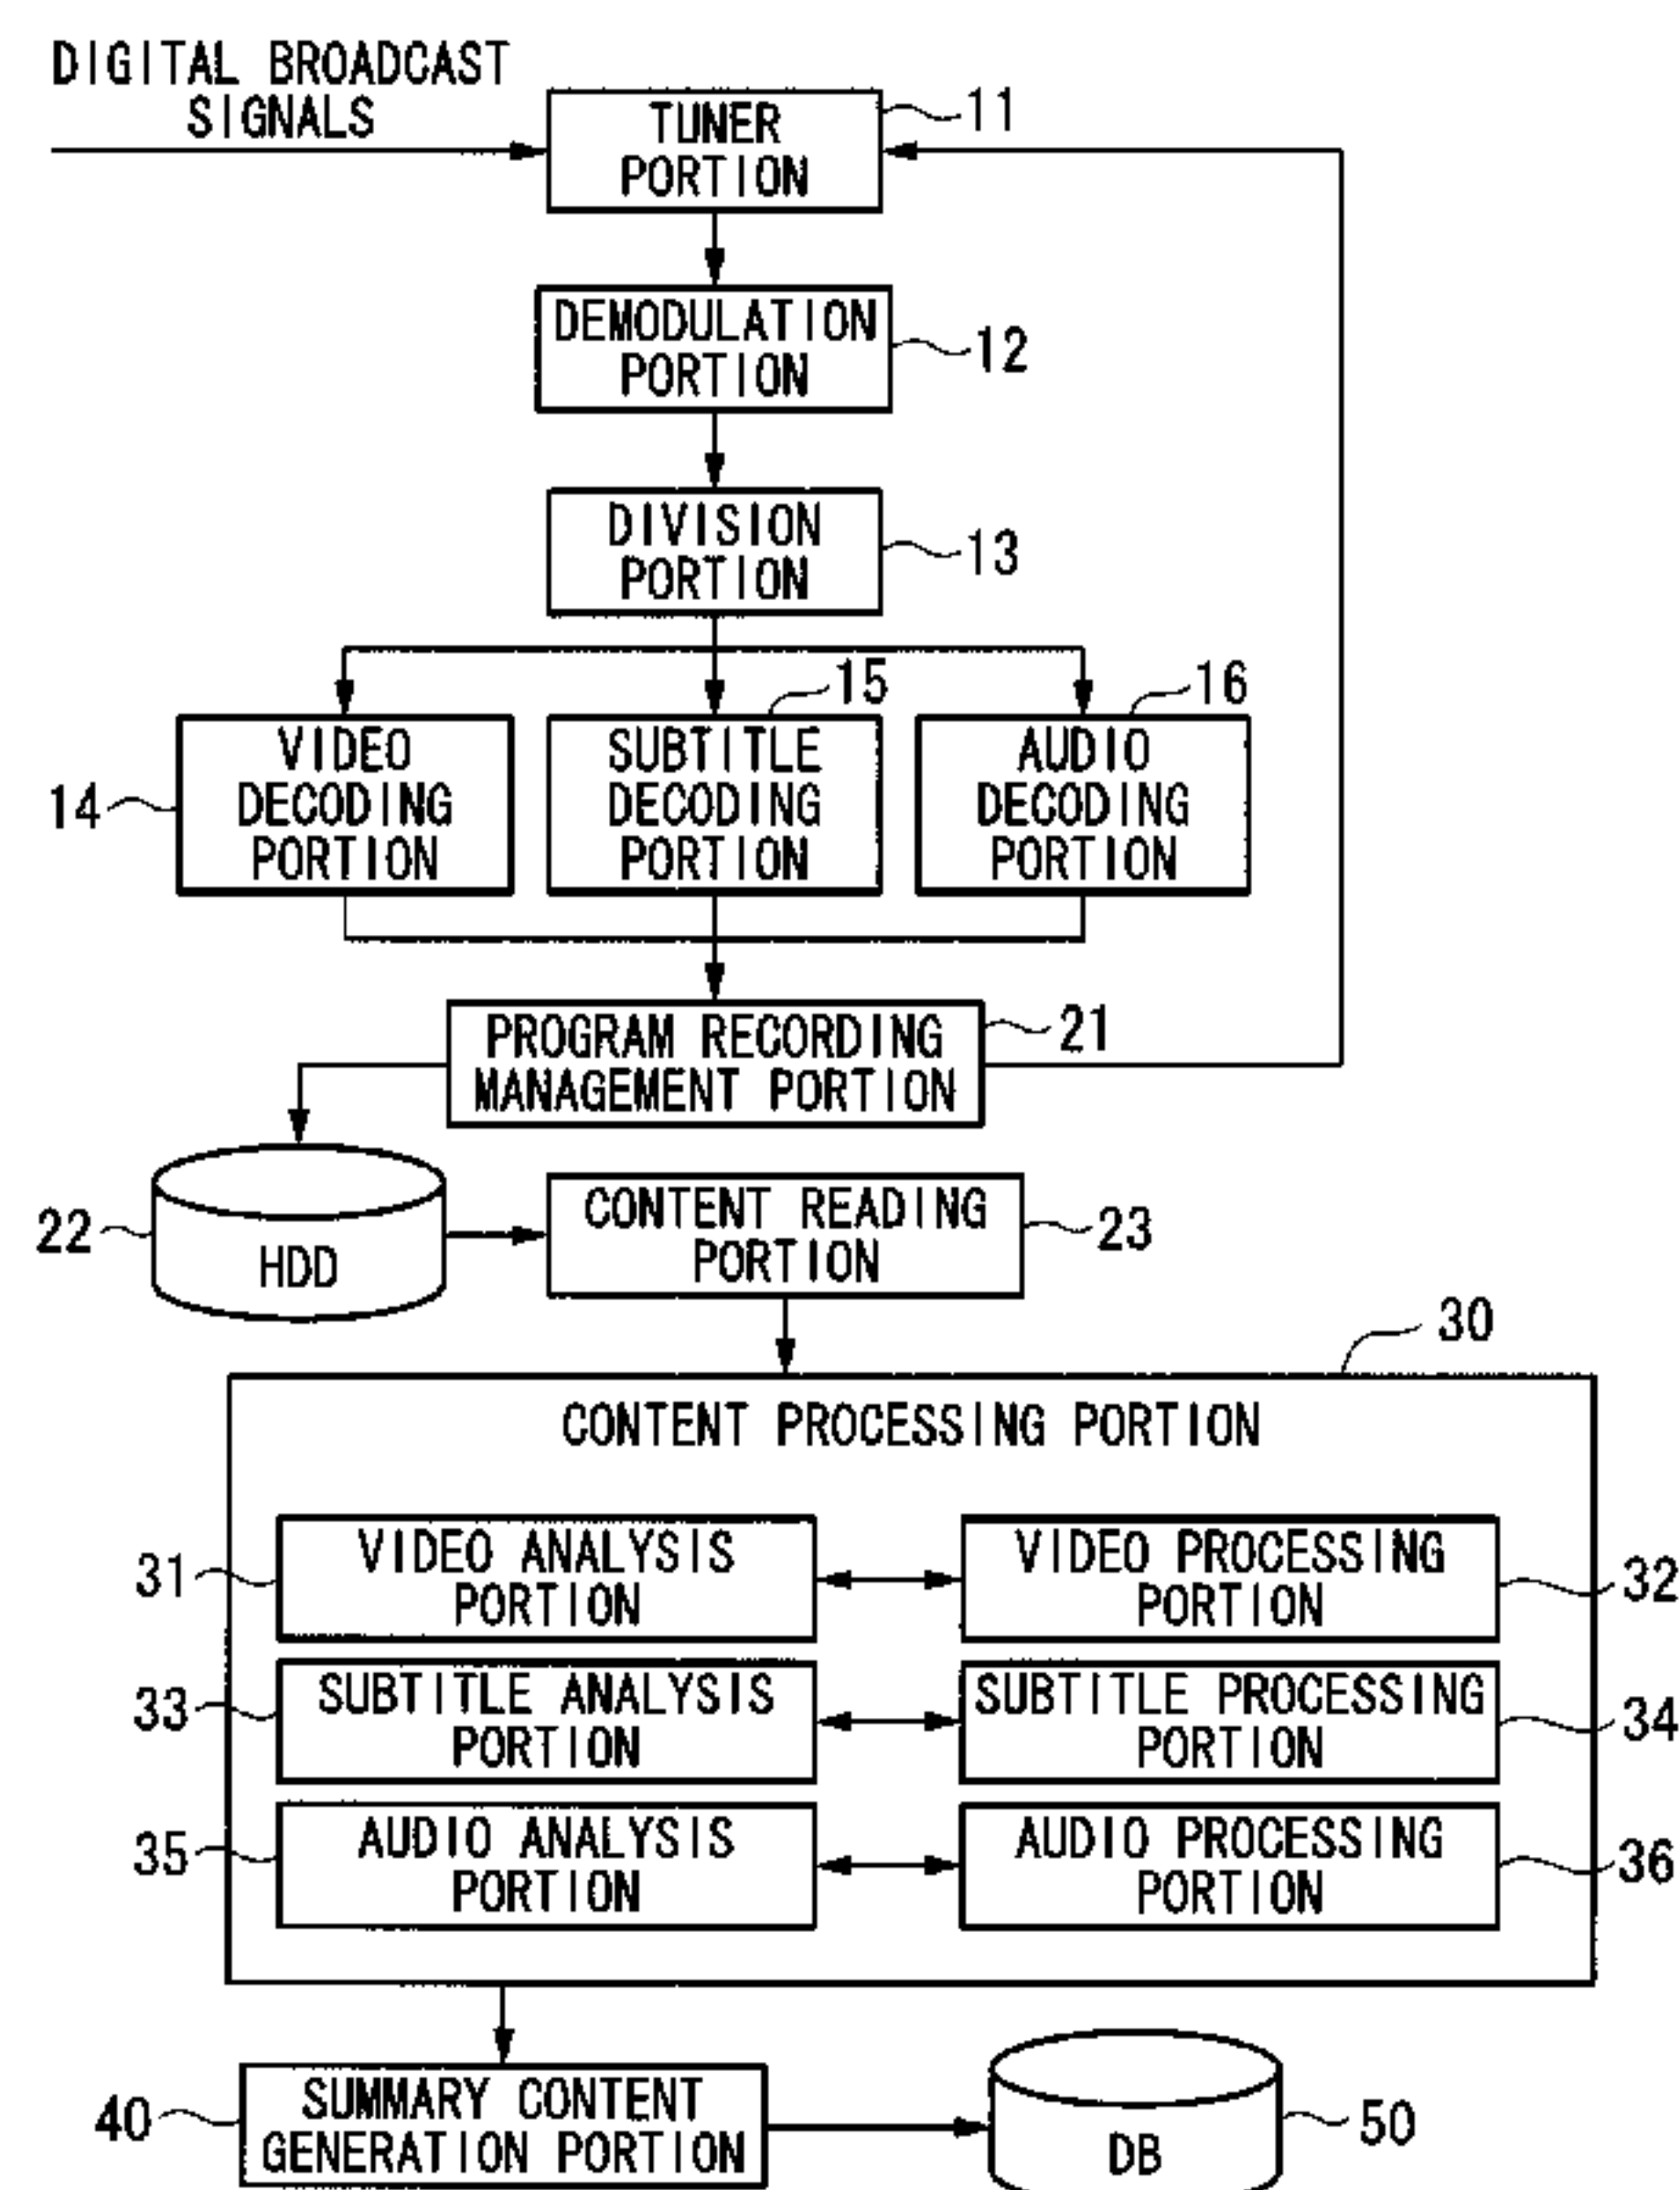 DIGITAL BROADCAST
SIGNALS
TUNER
PORTION
11
DEMODULATION
PORTION
12
DIVISION
PORTION
13
14
VIDEO
DECODING
PORTION
15
SUBTITLE
DECODING
PORTION
16
AUDIO
DECODING
PORTION
PROGRAM RECORDING
MANAGEMENT PORTION
21
22
HDD
CONTENT READING
PORTION
23
30
CONTENT PROCESSING PORTION
31
VIDEO ANALYSIS
PORTION
VIDEO PROCESSING
PORTION
32
33
SUBTITLE ANALYSIS
PORTION
SUBTITLE PROCESSING
PORTION
34
35
AUDIO ANALYSIS
PORTION
AUDIO PROCESSING
PORTION
36
40
SUMMARY CONTENT
GENERATION PORTION
DB
50